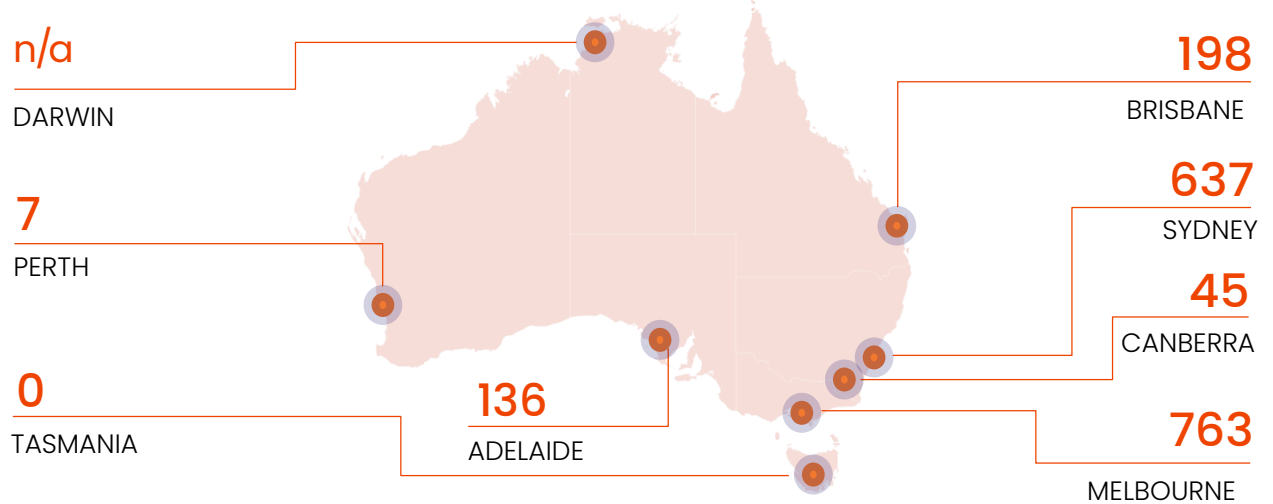 n/a
DARWIN
7
PERTH
0
TASMANIA
136
ADELAIDE
198
BRISBANE
637
SYDNEY
45
CANBERRA
763
MELBOURNE